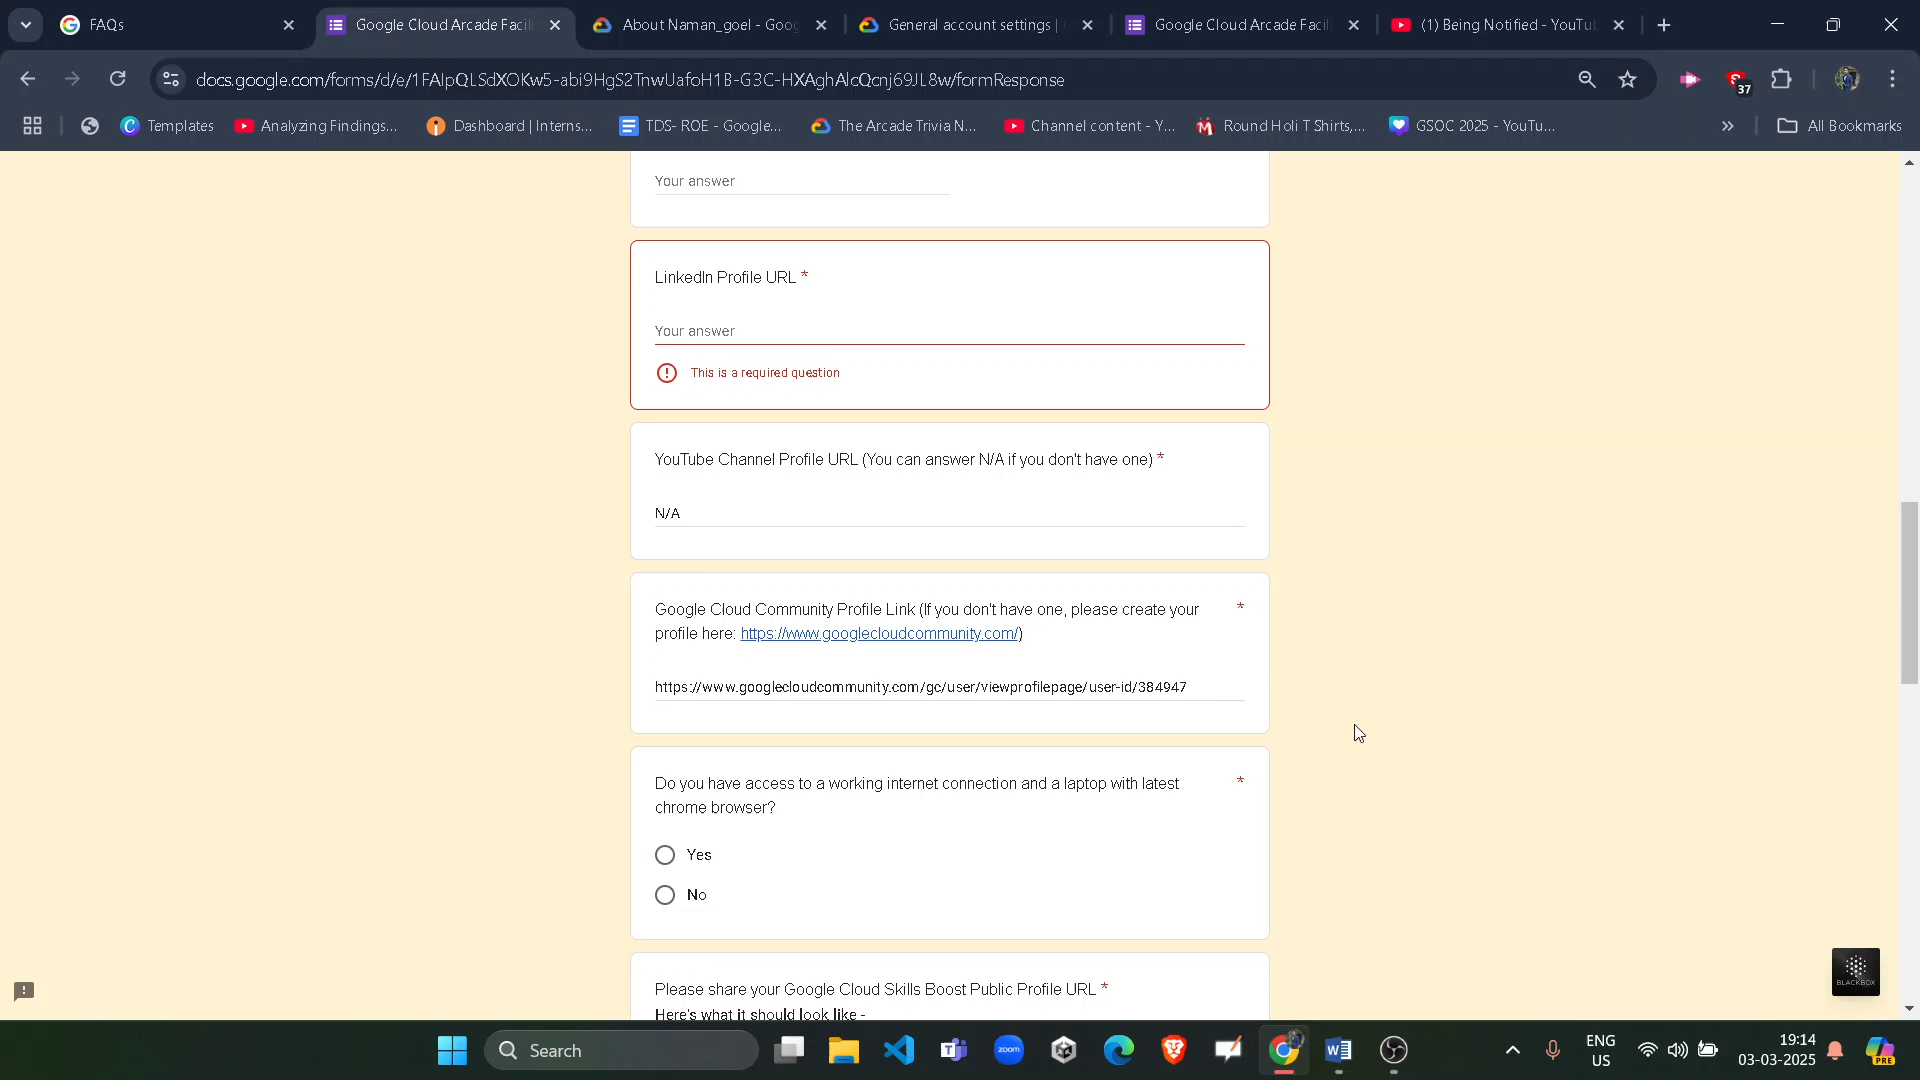 FAQs
Google Cloud Arcade Facil
About Naman_goel - Goog
General account settings |
Google Cloud Arcade Facil
(1) Being Notified - YouTu
docs.google.com/forms/d/e/1FAIpQLSdXOKw5-abi9HgS2TnwUafoH1B-G3C-HXAghAlcQcnj69JL8w/formResponse
37
Templates
Analyzing Findings...
Dashboard | Interns...
TDS- ROE - Google...
The Arcade Trivia N...
Channel content - Y...
Round Holi T Shirts,...
GSOC 2025 - YouTu...
All Bookmarks
Your answer
LinkedIn Profile URL *
Your answer
This is a required question
YouTube Channel Profile URL (You can answer N/A if you don't have one) *
N/A
Google Cloud Community Profile Link (If you don't have one, please create your *
profile here: https://www.googlecloudcommunity.com/)
https://www.googlecloudcommunity.com/gc/user/viewprofilepage/user-id/384947
Do you have access to a working internet connection and a laptop with latest *
chrome browser?
Yes
No
Please share your Google Cloud Skills Boost Public Profile URL *
Here's what it should look like -
BLACKBOX
Search
zoom
ENG
US
19:14
03-03-2025
PRE